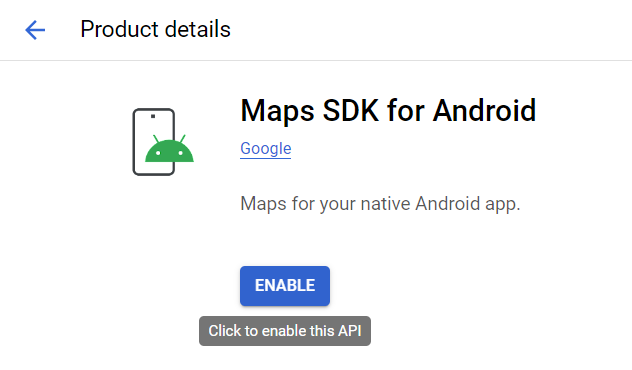 Product details
Maps SDK for Android
Google
Maps for your native Android app.
ENABLE
Click to enable this API